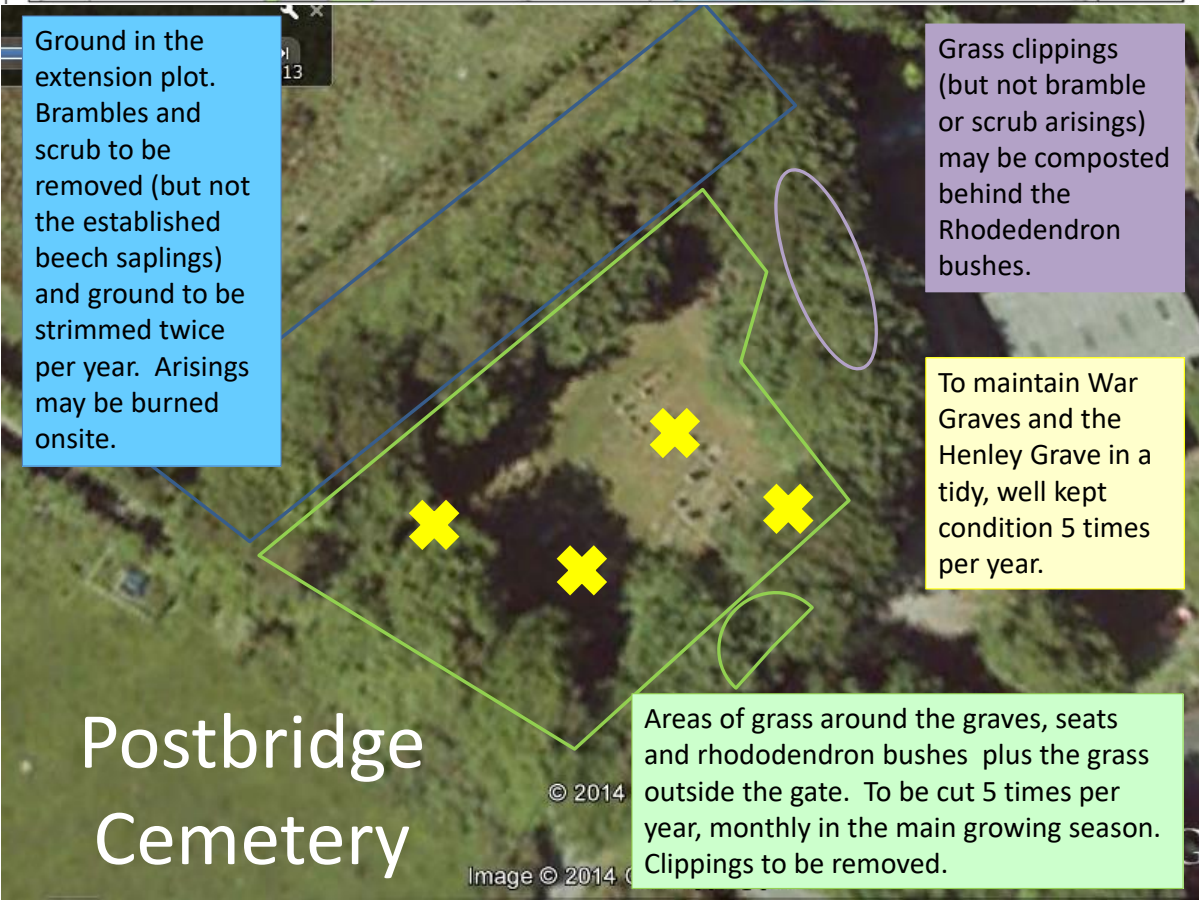 13
Ground in the
extension plot.
Brambles and
scrub to be
removed (but not
the established
beech saplings)
and ground to be
strimmed twice
per year.  Arisings
may be burned
onsite.
Grass clippings
(but not bramble
or scrub arisings)
may be composted
behind the
Rhodedendron
bushes.
To maintain War
Graves and the
Henley Grave in a
tidy, well kept
condition 5 times
per year.
Postbridge
Cemetery
Areas of grass around the graves, seats
and rhododendron bushes  plus the grass
outside the gate.  To be cut 5 times per
year, monthly in the main growing season.
Clippings to be removed.
© 2014
Image © 2014